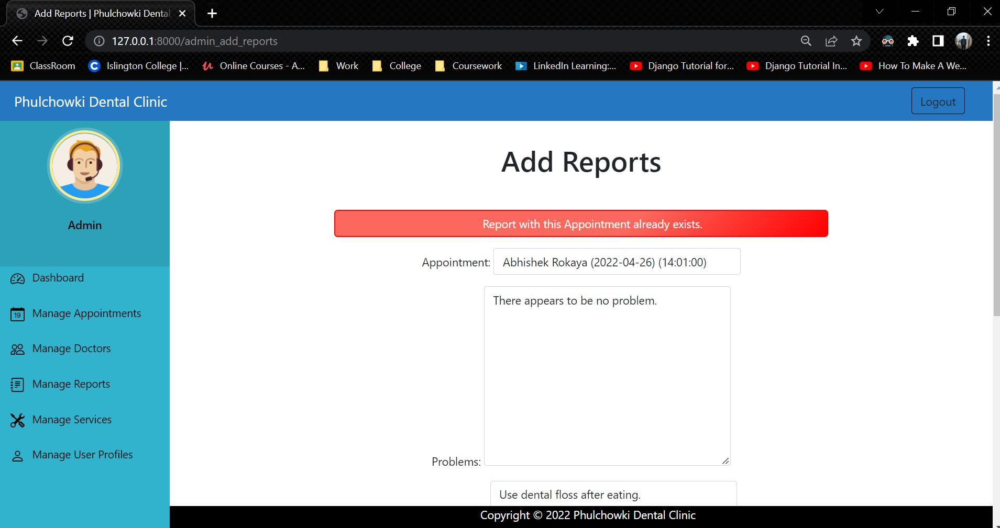 Add Reports | Phulchowki Dental
127.0.0.1:8000/admin_add_reports
ClassRoom
Islington College |...
Online Courses - A...
Work
College
Coursework
LinkedIn Learning:...
Django Tutorial for...
Django Tutorial In...
How To Make A We...
Phulchowki Dental Clinic
Logout
Admin
Dashboard
19
Manage Appointments
Manage Doctors
Manage Reports
Manage Services
Manage User Profiles
Add Reports
Report with this Appointment already exists.
Appointment: Abhishek Rokaya (2022-04-26) (14:01:00)
There appears to be no problem.
Problems:
Use dental floss after eating.
Copyright © 2022 Phulchowki Dental Clinic